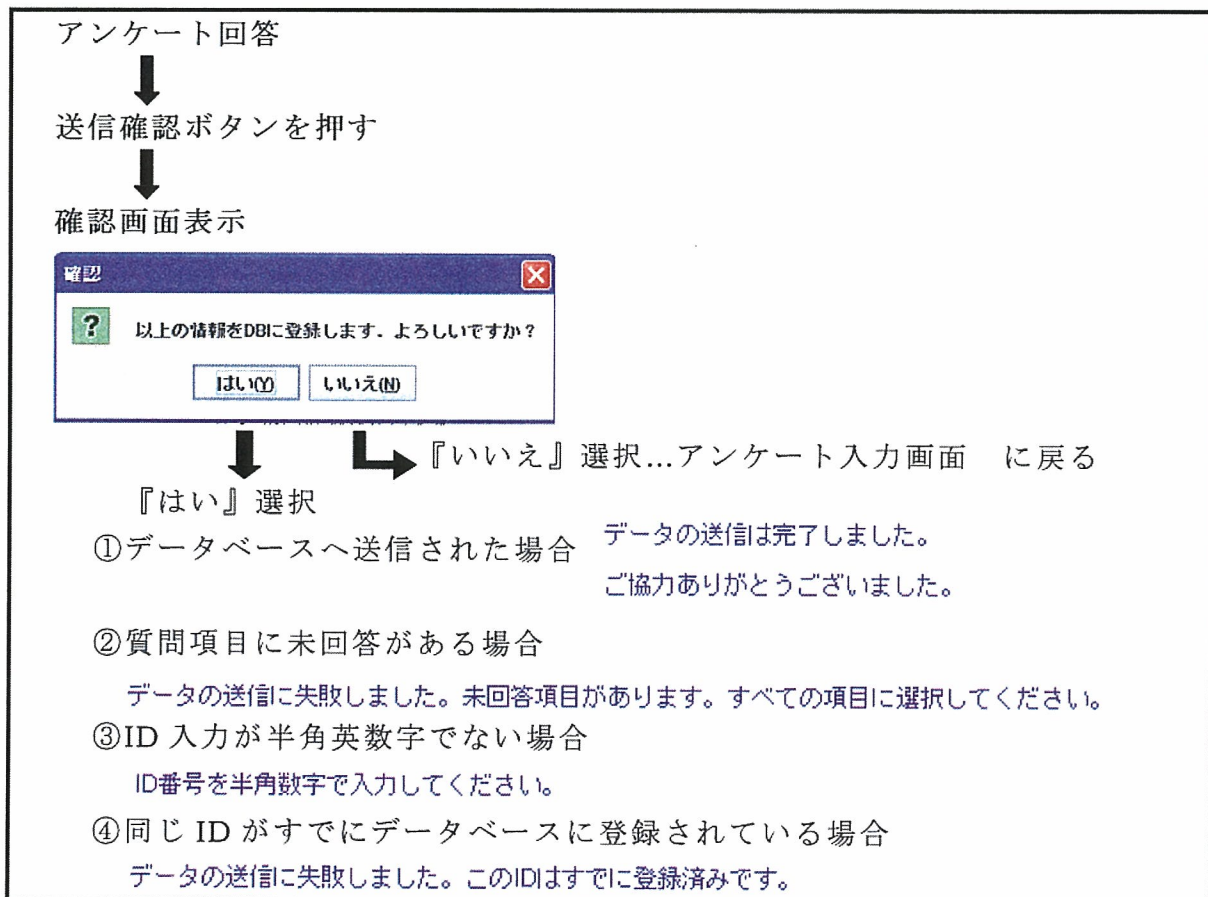 アンケート回答
送信確認ボタンを押す
確認画面表示
確認
以上の情報をDBに登録します．よろしいですか？
はい(Y) いいえ(N)
『いいえ』選択...アンケート入力画面　に戻る
『はい』選択
①データベースへ送信された場合
データの送信は完了しました。
ご協力ありがとうございました。
②質問項目に未回答がある場合
データの送信に失敗しました。未回答項目があります。すべての項目に選択してください。
③ID 入力が半角英数字でない場合
ID番号を半角数字で入力してください。
④同じ ID がすでにデータベースに登録されている場合
データの送信に失敗しました。このIDはすでに登録済みです。